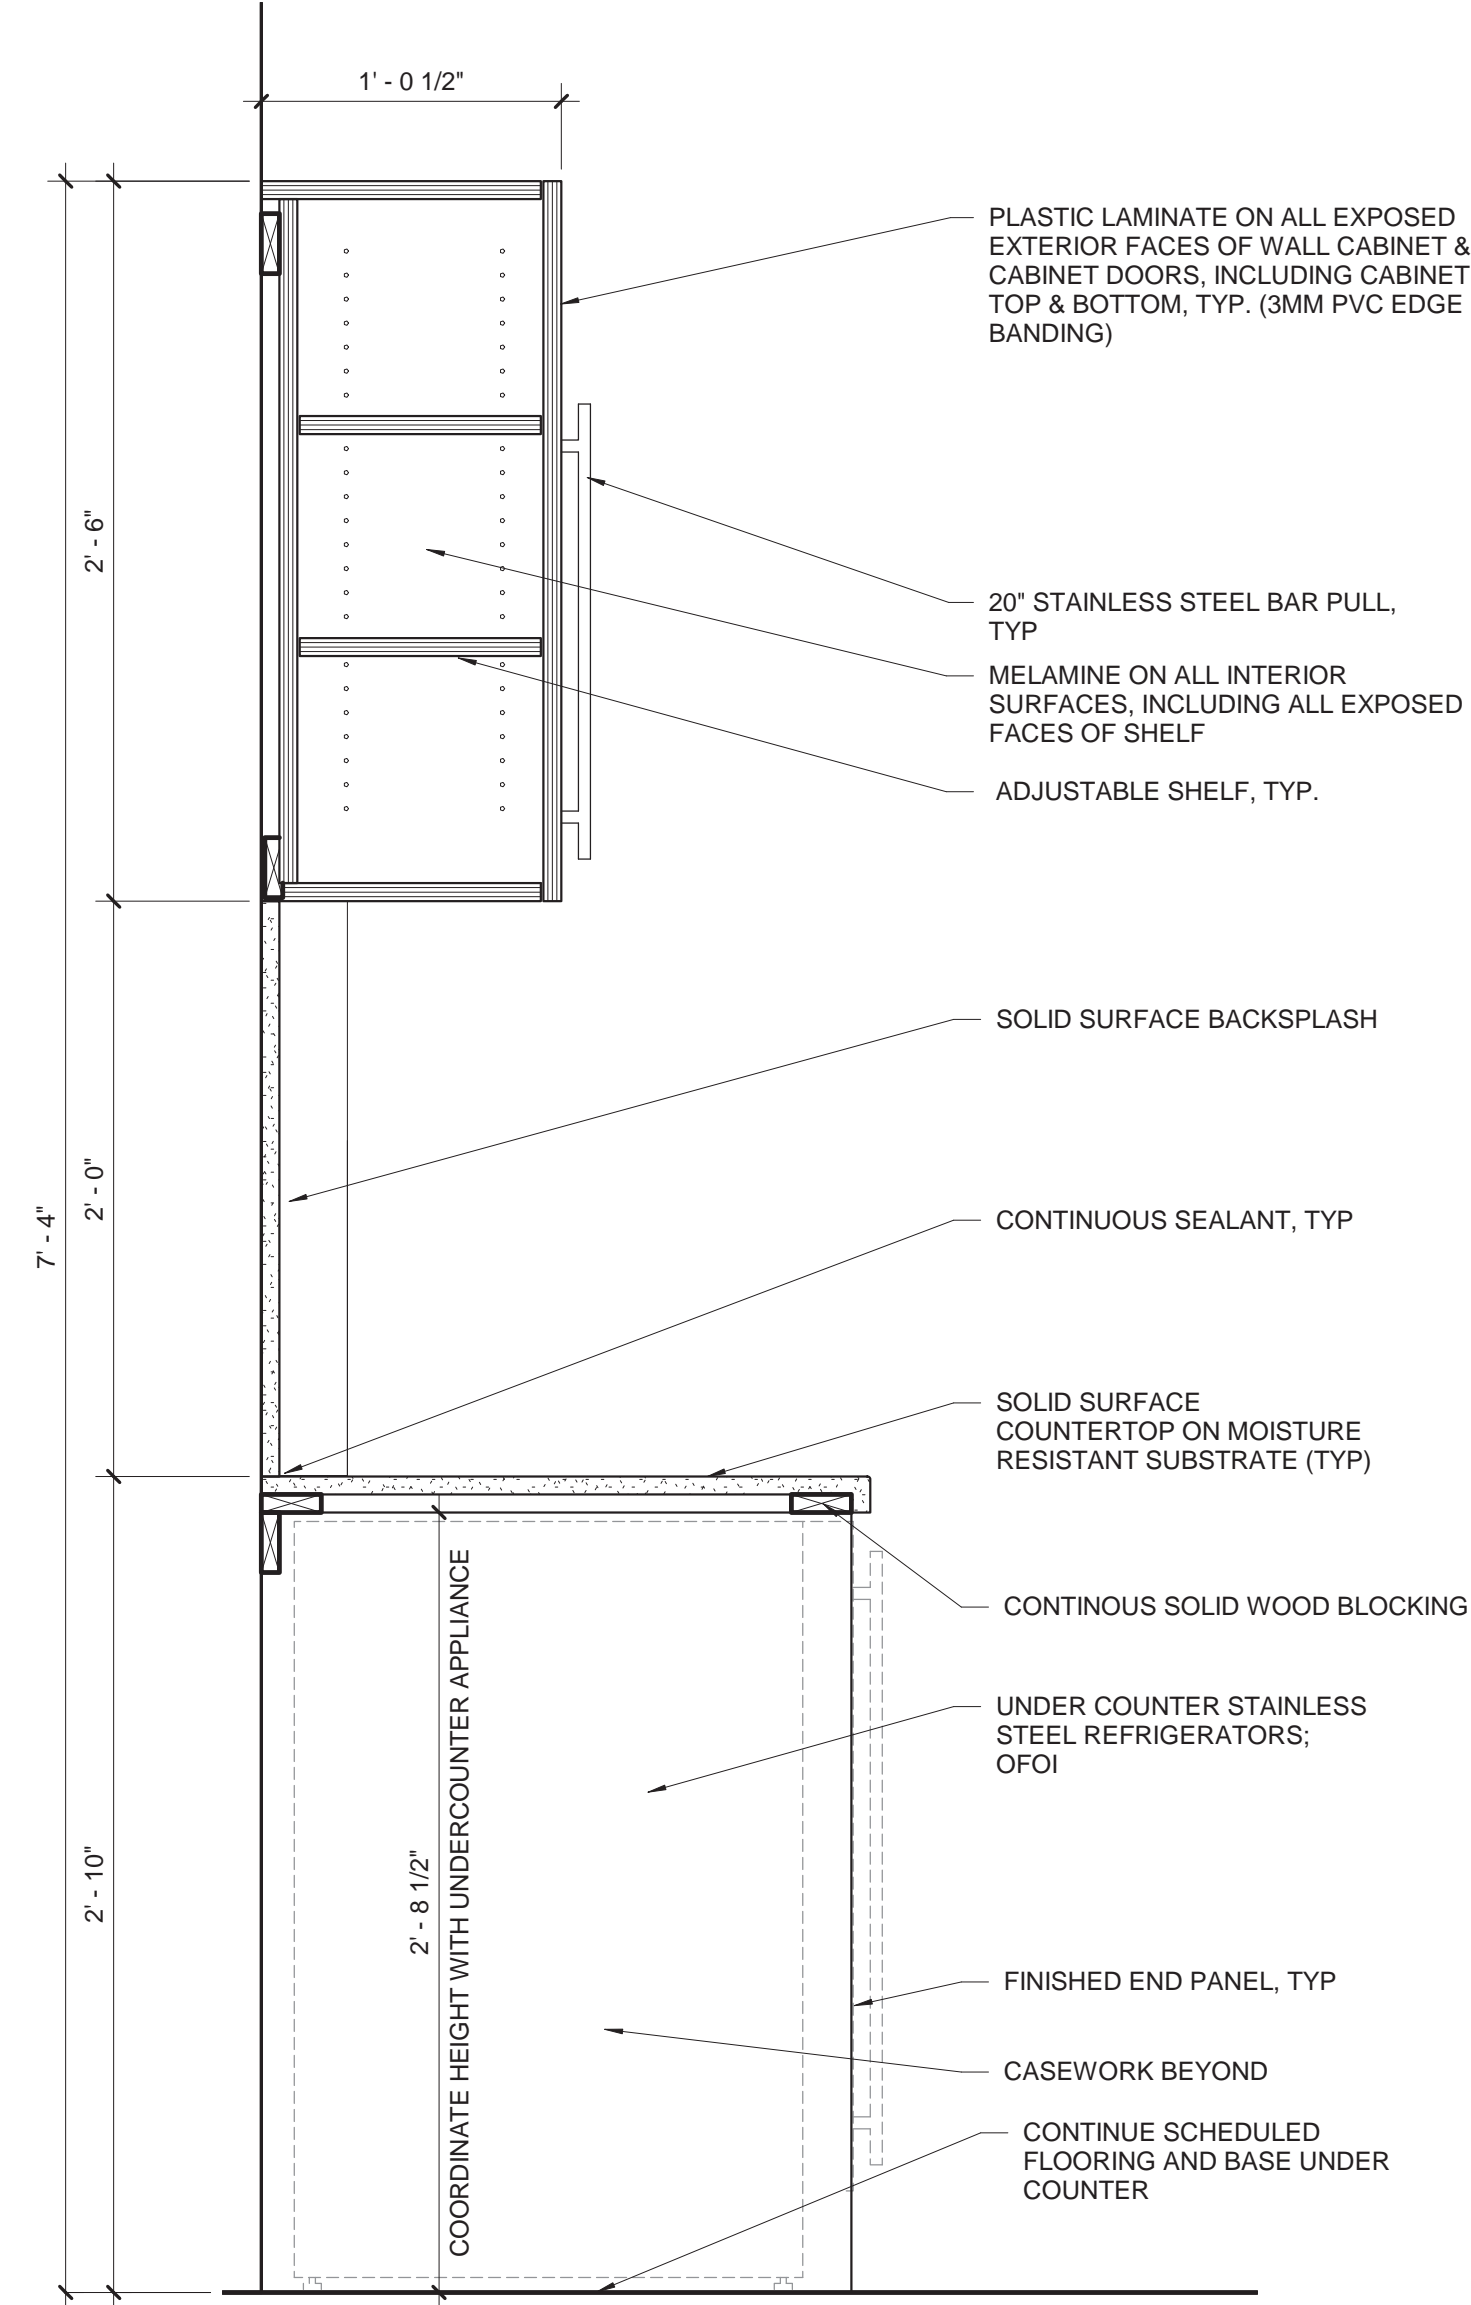 1' - 0 1/2"
PLASTIC LAMINATE ON ALL EXPOSED
EXTERIOR FACES OF WALL CABINET &
CABINET DOORS, INCLUDING CABINET
TOP & BOTTOM, TYP. (3MM PVC EDGE
BANDING)
2' - 6"
20" STAINLESS STEEL BAR PULL,
TYP
MELAMINE ON ALL INTERIOR
SURFACES, INCLUDING ALL EXPOSED
FACES OF SHELF
ADJUSTABLE SHELF, TYP.
SOLID SURFACE BACKSPLASH
2' - 0"
7' - 4"
CONTINUOUS SEALANT, TYP
SOLID SURFACE
COUNTERTOP ON MOISTURE
RESISTANT SUBSTRATE (TYP)
CONTINOUS SOLID WOOD BLOCKING
UNDER COUNTER STAINLESS
STEEL REFRIGERATORS;
OFOI
2' - 10"
2' - 8 1/2"
COORDINATE HEIGHT WITH UNDERCOUNTER APPLIANCE
FINISHED END PANEL, TYP
CASEWORK BEYOND
CONTINUE SCHEDULED
FLOORING AND BASE UNDER
COUNTER